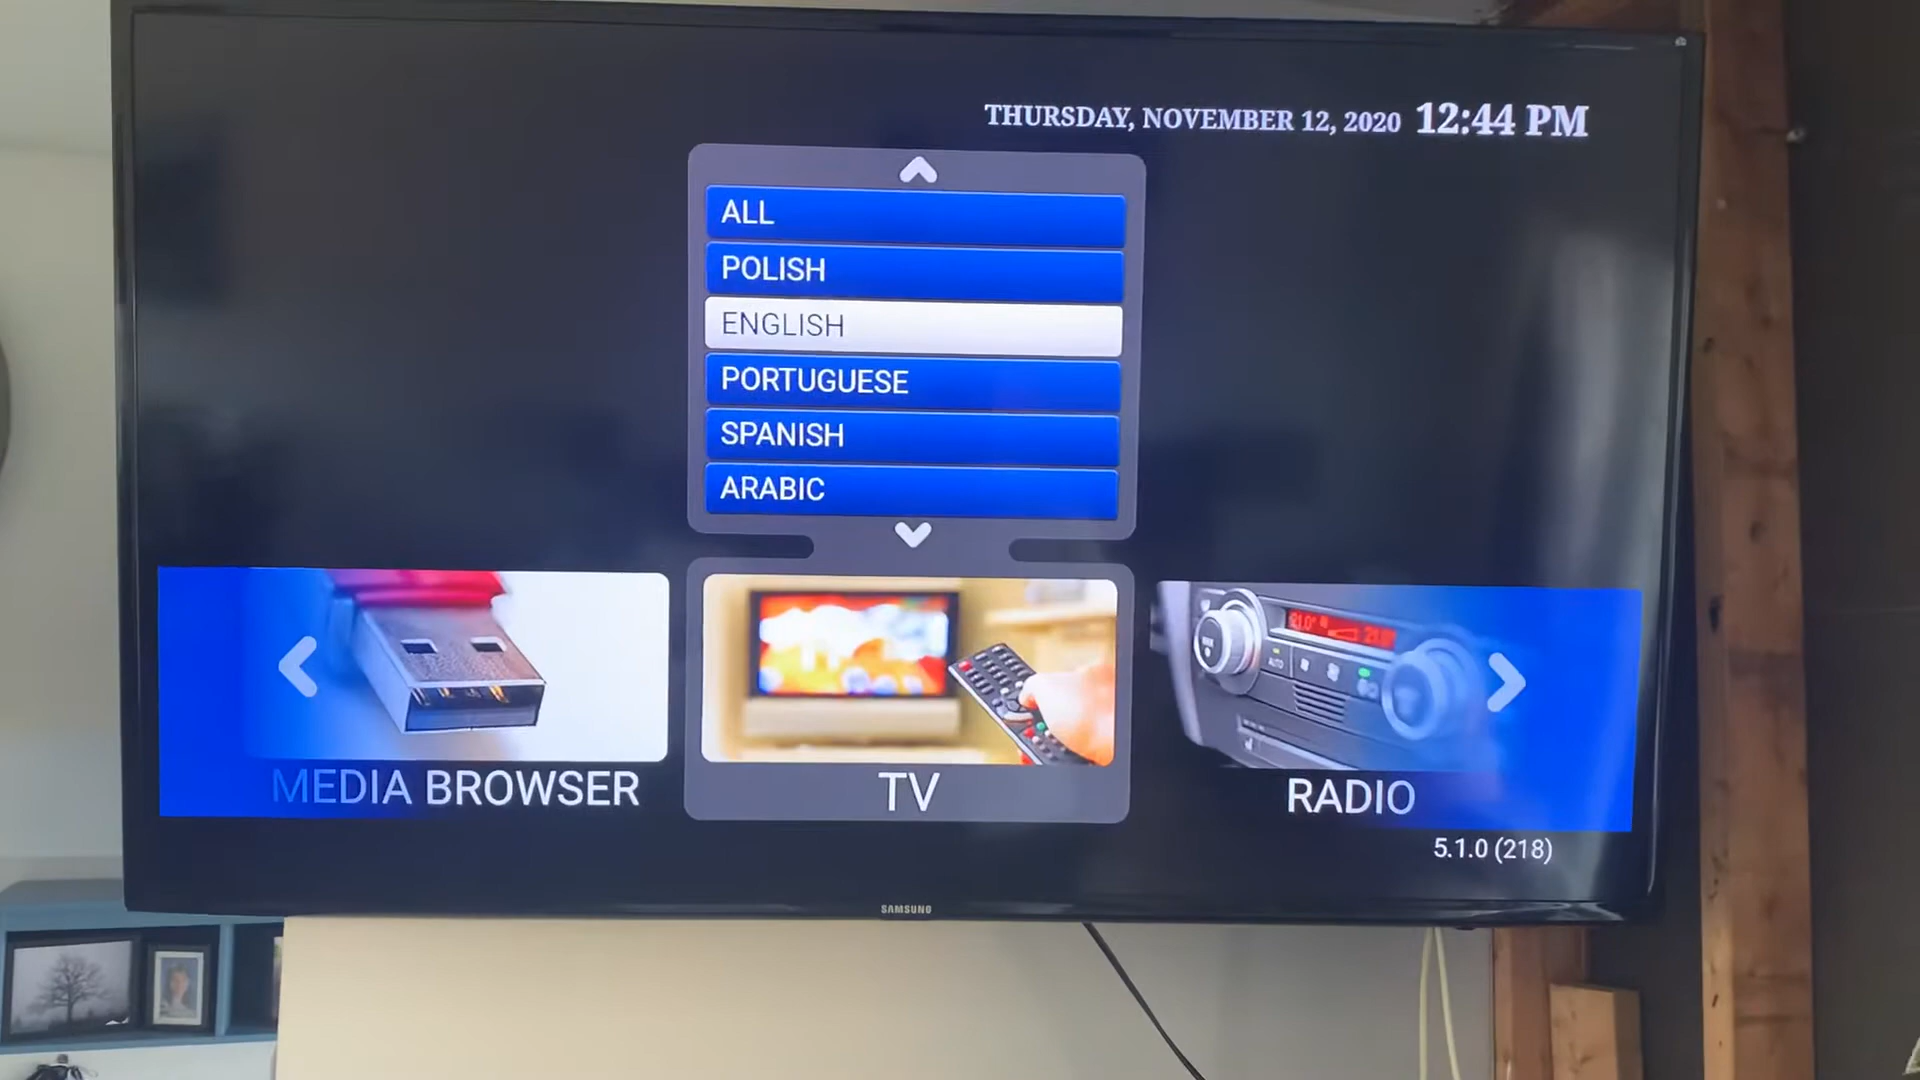 THURSDAY, NOVEMBER 12, 2020 12:44 PM
ALL
POLISH
ENGLISH
PORTUGUESE
SPANISH
ARABIC
MEDIA BROWSER
TV
RADIO
5.1.0 (218)
SAMSUNG